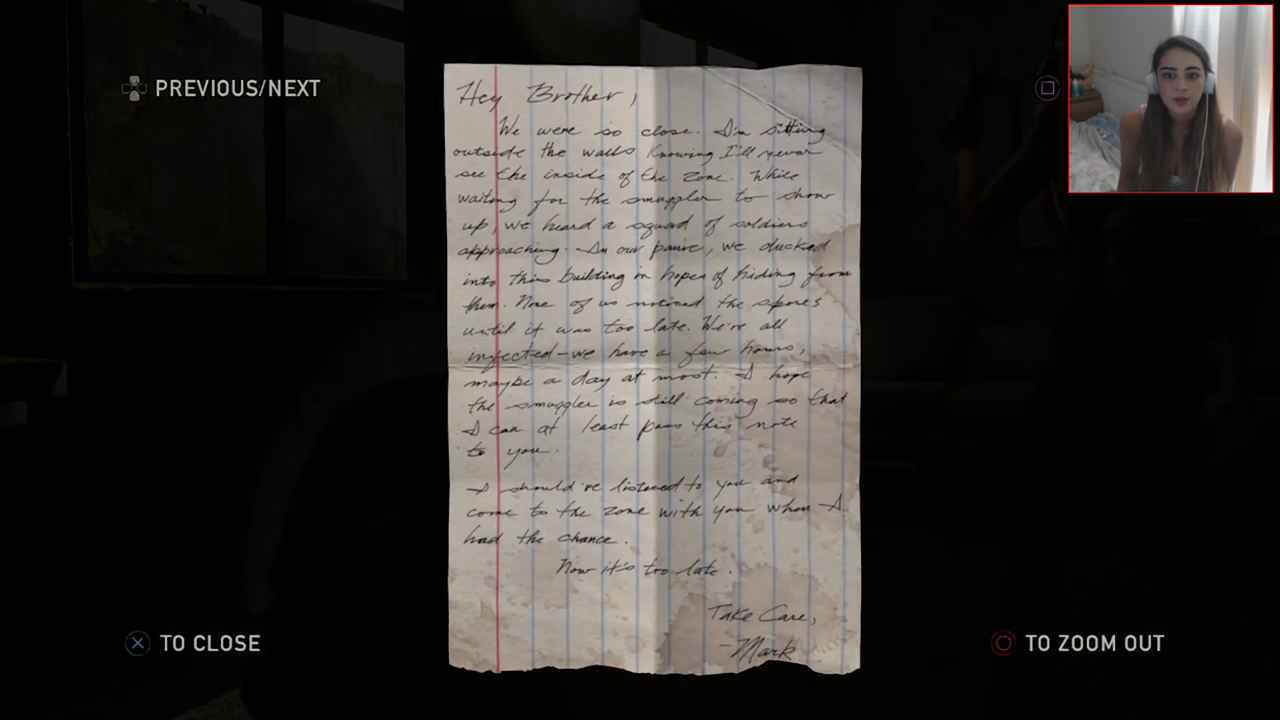 PREVIOUS/NEXT
Hey Brother,
We were so close. I'm sitting
outside the walls knowing I'll never
see the inside of the zone. While
waiting for the smuggler to show
up, we heard a squad of soldiers
approaching. In our panic, we ducked
into this building in hopes of hiding from
them. None of us noticed the spores
until it was too late. We're all
infected-we have a few hours,
maybe a day at most. I hope
the smuggler is still coming so that
I can at least pass this note
to you.
I should've listened to you and
come to the zone with you when I
had the chance.
Now it's too late.
Take Care,
-Mark
TO CLOSE
TO ZOOM OUT